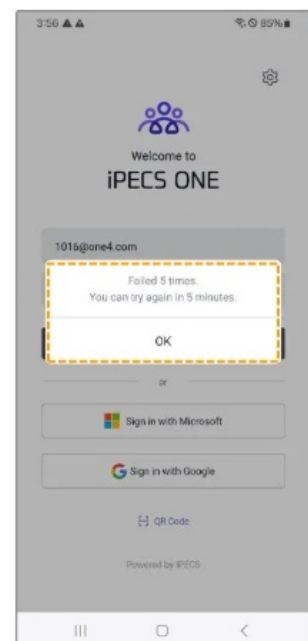 3:56
85%
Welcome to
iPECS ONE
1016@one4.com
Failed 5 times.
You can try again in 5 minutes.
OK
or
Sign in with Microsoft
Sign in with Google
QR Code
Powered by iPECS